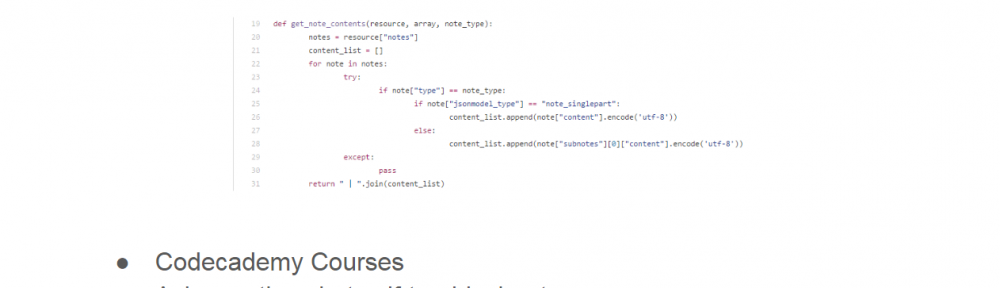 19 def get_note_contents(resource, array, note_type):
20 notes = resource["notes"]
21 content_list = []
22 for note in notes:
23 try:
24 if note["type"] == note_type:
25 if note["jsonmodel_type"] == "note_singlepart":
26 content_list.append(note["content"].encode('utf-8'))
27 else:
28 content_list.append(note["subnotes"][0]["content"].encode('utf-8'))
29 except:
30 pass
31 return " | ".join(content_list)
● Codecademy Courses